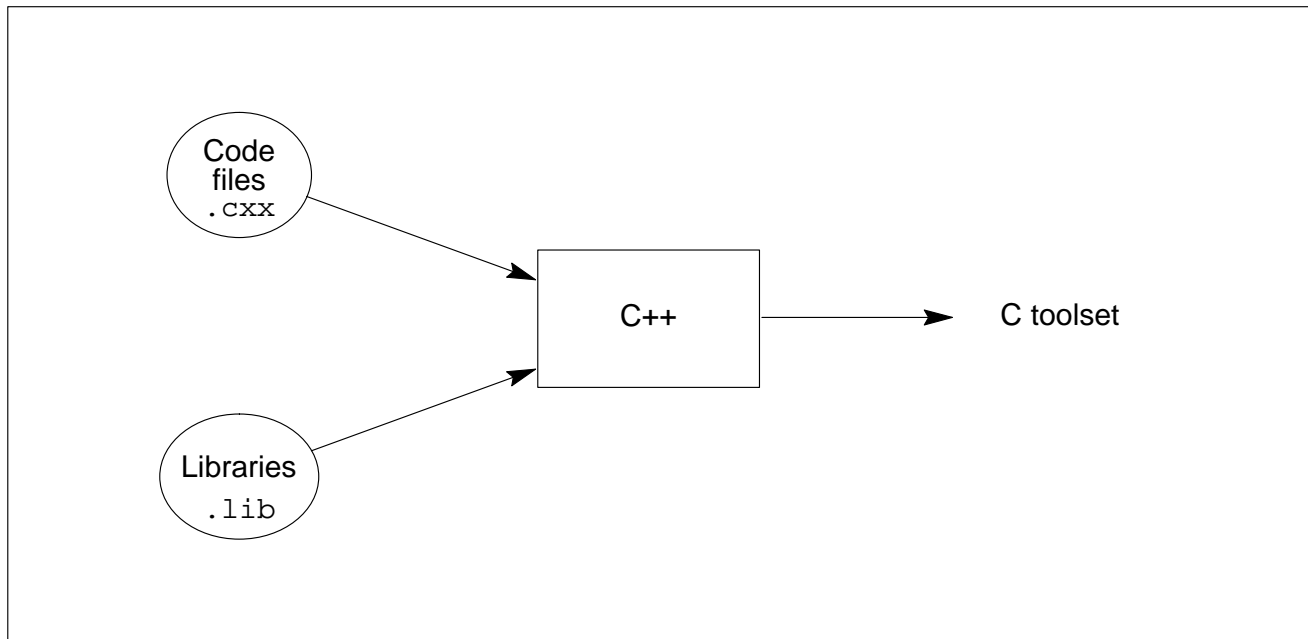 Code
files
.cxx
C++
C toolset
Libraries
.lib